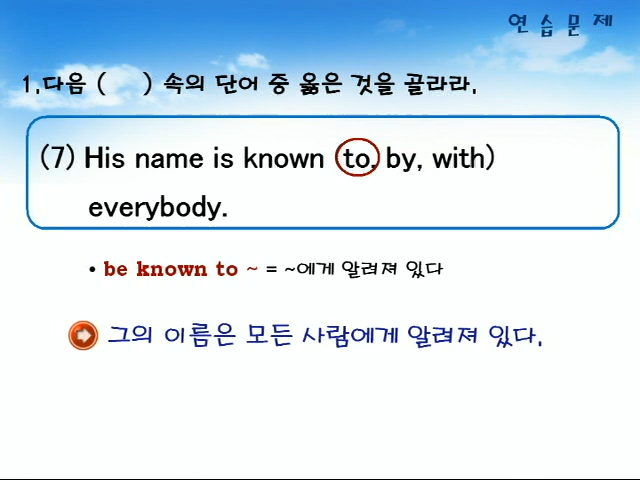 연 습 문 제
1. 다음 (    ) 속의 단어 중 옳은 것을 골라라.
(7) His name is known (to, by, with)
everybody.
• be known to ~ = ~에게 알려져 있다
그의 이름은 모든 사람에게 알려져 있다.